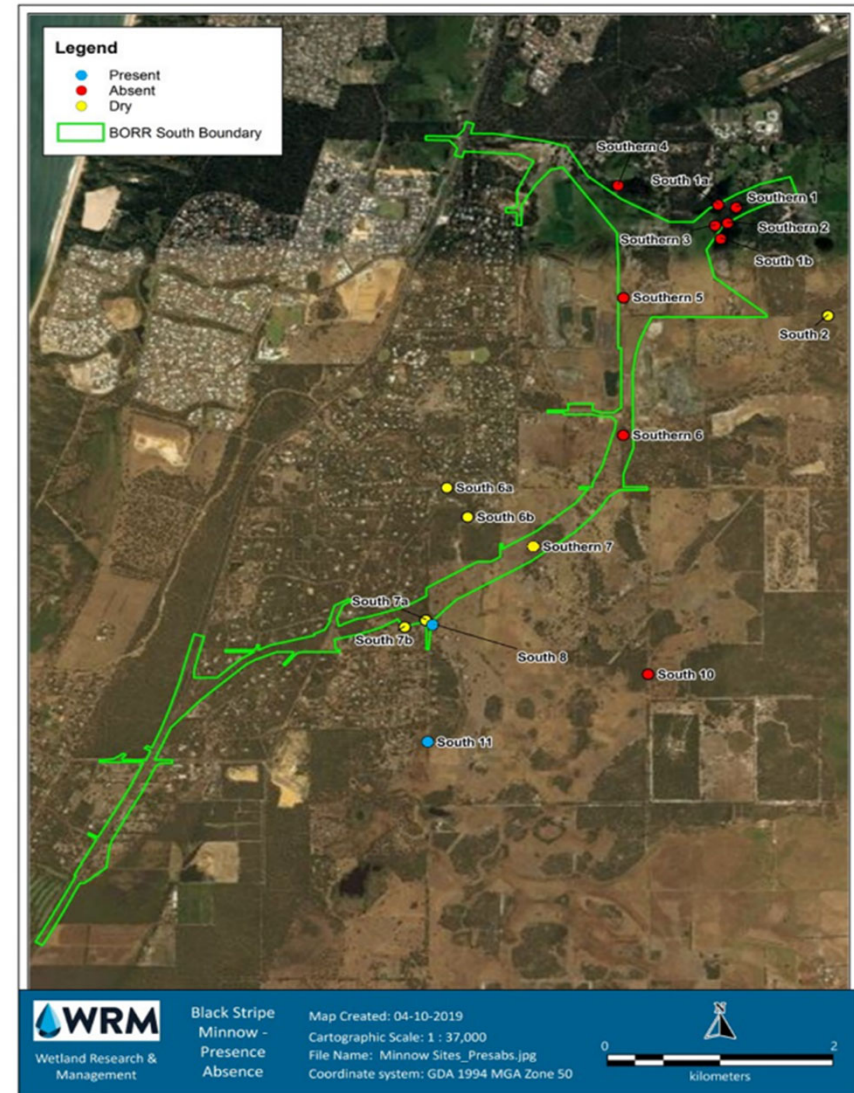 Legend
Present
Absent
Dry
BORR South Boundary
Southern 4
South 1a
Southern 1
Southern 3
Southern 2
South 1b
Southern 5
South 2
Southern 6
South 6a
South 6b
Southern 7
South 7a
South 7b
South 8
South 10
South 11
WRM
Wetland Research &
Management
Black Stripe
Minnow -
Presence
Absence
Map Created: 04-10-2019
Cartographic Scale: 1 : 37,000
File Name: Minnow Sites_Presabs.jpg
Coordinate system: GDA 1994 MGA Zone 50
N
0 2
kilometers